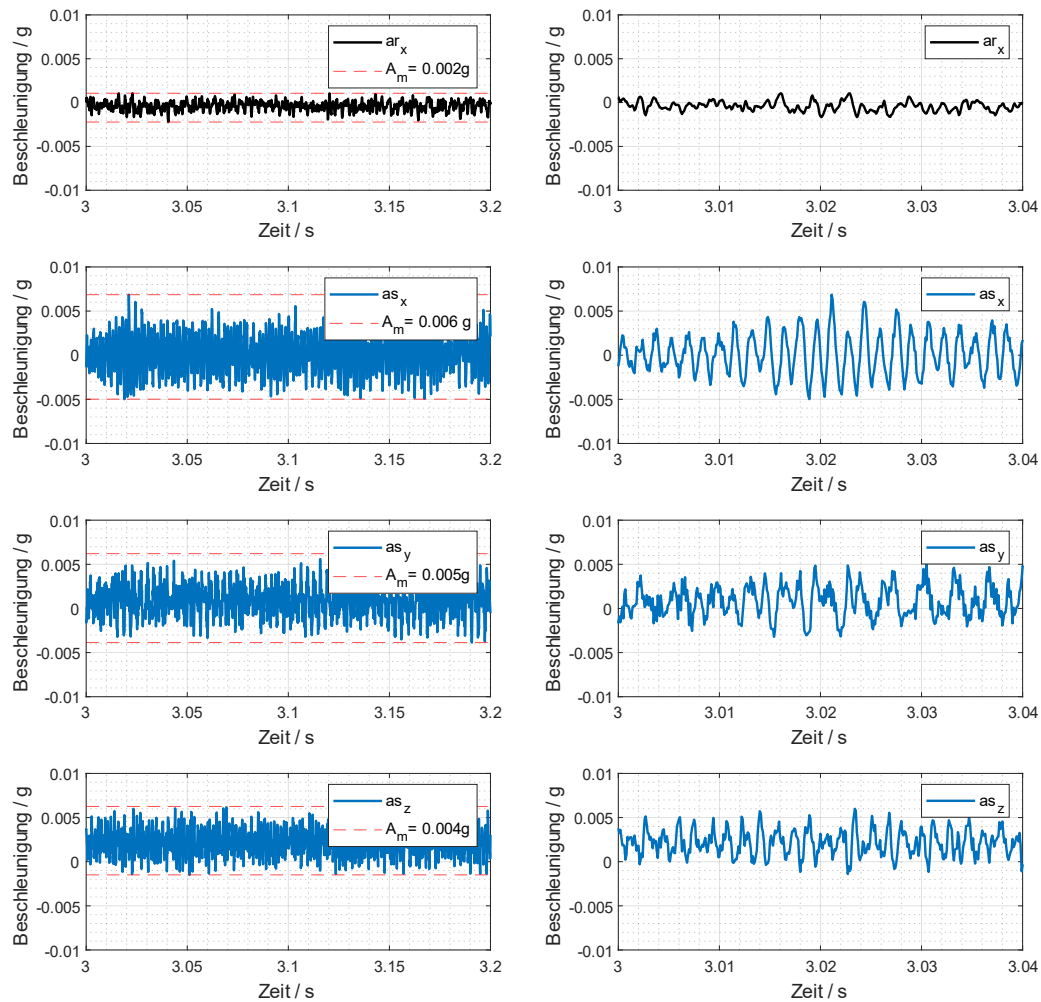 0.01
0.005
0
-0.005
-0.01
Beschleunigung / g
ar_x
A_m= 0.002g
3
3.05
3.1
3.15
3.2
Zeit / s
0.01
0.005
0
-0.005
-0.01
Beschleunigung / g
ar_x
3
3.01
3.02
3.03
3.04
Zeit / s
0.01
0.005
0
-0.005
-0.01
Beschleunigung / g
as_x
A_m= 0.006 g
3
3.05
3.1
3.15
3.2
Zeit / s
0.01
0.005
0
-0.005
-0.01
Beschleunigung / g
as_x
3
3.01
3.02
3.03
3.04
Zeit / s
0.01
0.005
0
-0.005
-0.01
Beschleunigung / g
as_y
A_m= 0.005g
3
3.05
3.1
3.15
3.2
Zeit / s
0.01
0.005
0
-0.005
-0.01
Beschleunigung / g
as_y
3
3.01
3.02
3.03
3.04
Zeit / s
0.01
0.005
0
-0.005
-0.01
Beschleunigung / g
as_z
A_m= 0.004g
3
3.05
3.1
3.15
3.2
Zeit / s
0.01
0.005
0
-0.005
-0.01
Beschleunigung / g
as_z
3
3.01
3.02
3.03
3.04
Zeit / s